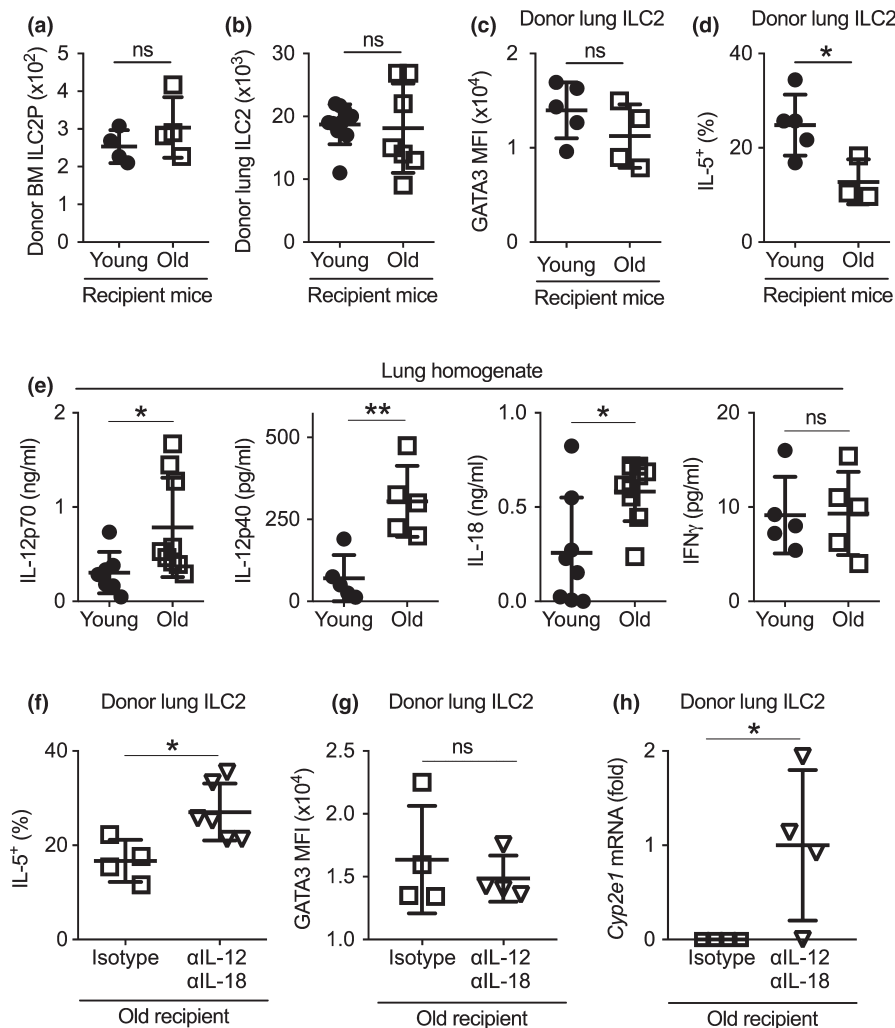 (a)
ns
Donor BM ILC2P (x10²)
5
4
3
2
1
0
Young Old
Recipient mice
(b)
ns
Donor lung ILC2 (x10³)
30
20
10
0
Young Old
Recipient mice
(c)
Donor lung ILC2
ns
GATA3 MFI (x10⁴)
2
1
0
Young Old
Recipient mice
(d)
Donor lung ILC2
*
IL-5⁺ (%)
40
20
0
Young Old
Recipient mice
(e)
Lung homogenate
*
IL-12p70 (ng/ml)
2
1
0
Young Old
**
IL-12p40 (pg/ml)
500
250
0
Young Old
*
IL-18 (ng/ml)
1.0
0.5
0.0
Young Old
ns
IFNγ (pg/ml)
20
10
0
Young Old
(f)
Donor lung ILC2
*
IL-5⁺ (%)
40
20
0
Isotype αIL-12
αIL-18
Old recipient
(g)
Donor lung ILC2
ns
GATA3 MFI (x10⁴)
2.5
2.0
1.5
1.0
Isotype αIL-12
αIL-18
Old recipient
(h)
Donor lung ILC2
*
Cyp2e1 mRNA (fold)
2
1
0
Isotype αIL-12
αIL-18
Old recipient